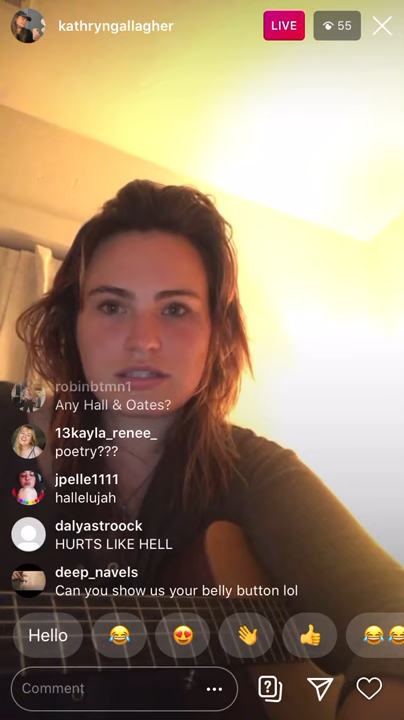 kathryngallagher
LIVE
55
robinbtmn1
Any Hall & Oates?
13kayla_renee_
poetry???
jpelle1111
hallelujah
dalyastroock
HURTS LIKE HELL
deep_navels
Can you show us your belly button lol
Hello
Comment